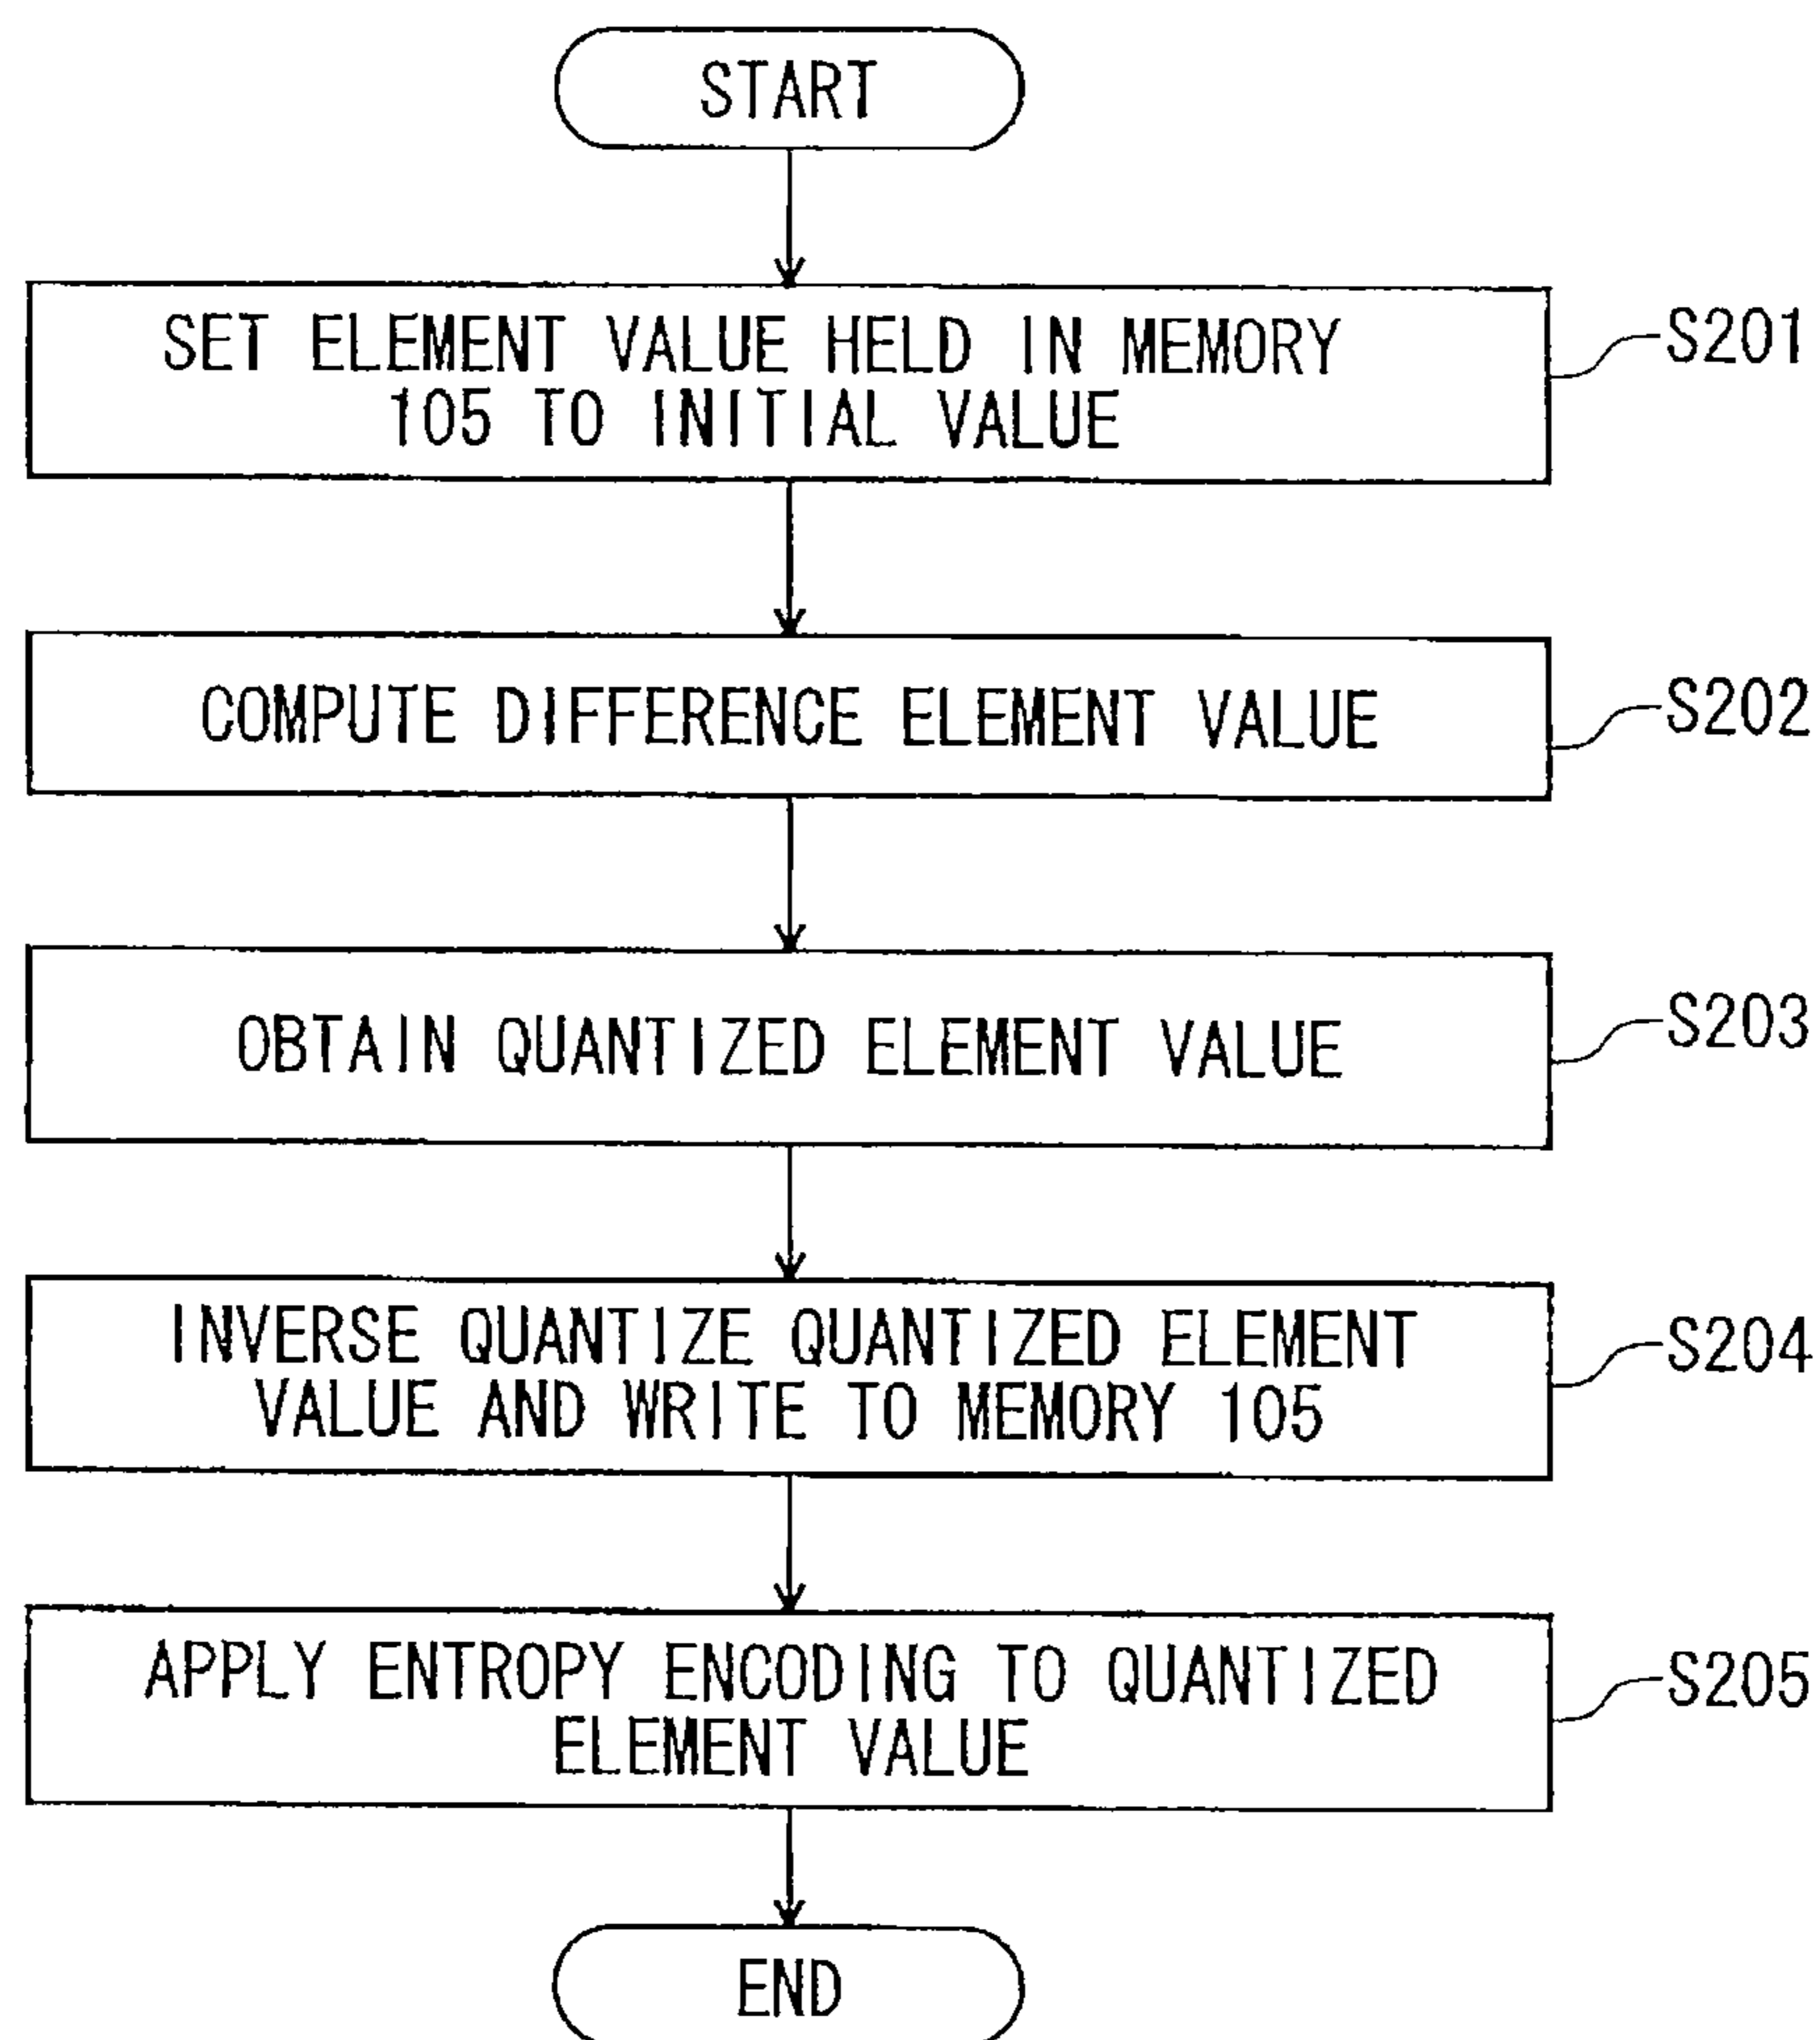 START
SET ELEMENT VALUE HELD IN MEMORY
105 TO INITIAL VALUE
S201
COMPUTE DIFFERENCE ELEMENT VALUE
S202
OBTAIN QUANTIZED ELEMENT VALUE
S203
INVERSE QUANTIZE QUANTIZED ELEMENT
VALUE AND WRITE TO MEMORY 105
S204
APPLY ENTROPY ENCODING TO QUANTIZED
ELEMENT VALUE
S205
END